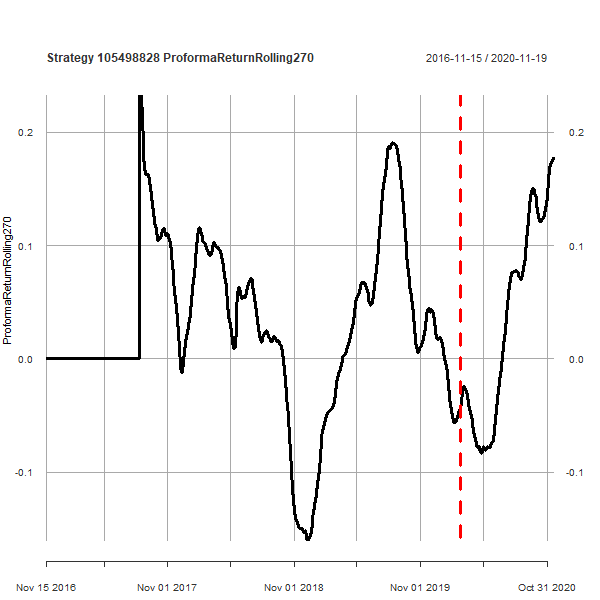 Strategy 105498828 ProformaReturnRolling270
2016-11-15 / 2020-11-19
ProformaReturnRolling270
0.2
0.2
0.1
0.1
0.0
0.0
-0.1
-0.1
Nov 15 2016
Nov 01 2017
Nov 01 2018
Nov 01 2019
Oct 31 2020